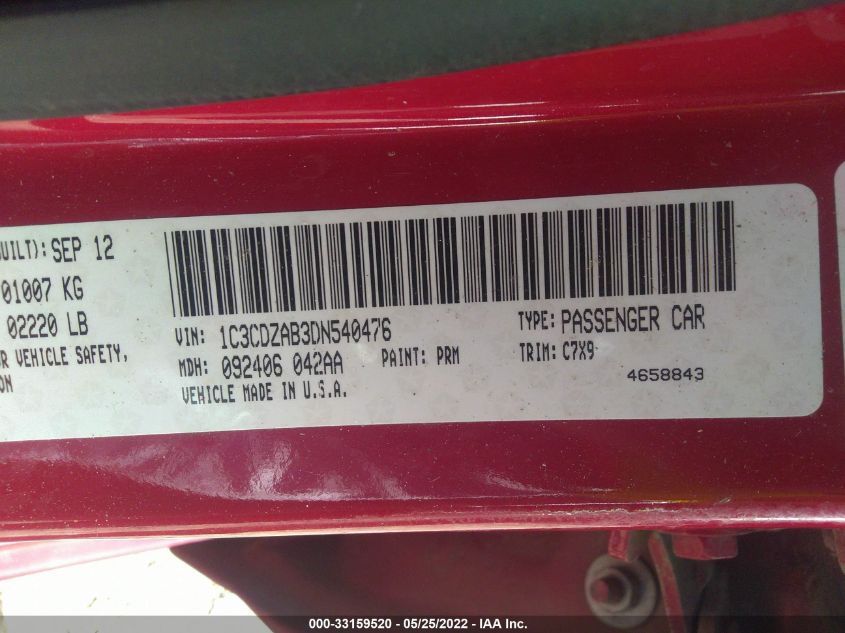 UILT): SEP 12
01007 KG
02220 LB
R VEHICLE SAFETY,
ON
VIN: 1C3CDZAB3DN540476
TYPE: PASSENGER CAR
MDH: 092406 042AA PAINT: PRM
TRIM: C7X9
VEHICLE MADE IN U.S.A.
4658843
000-33159520 - 05/25/2022 - IAA Inc.